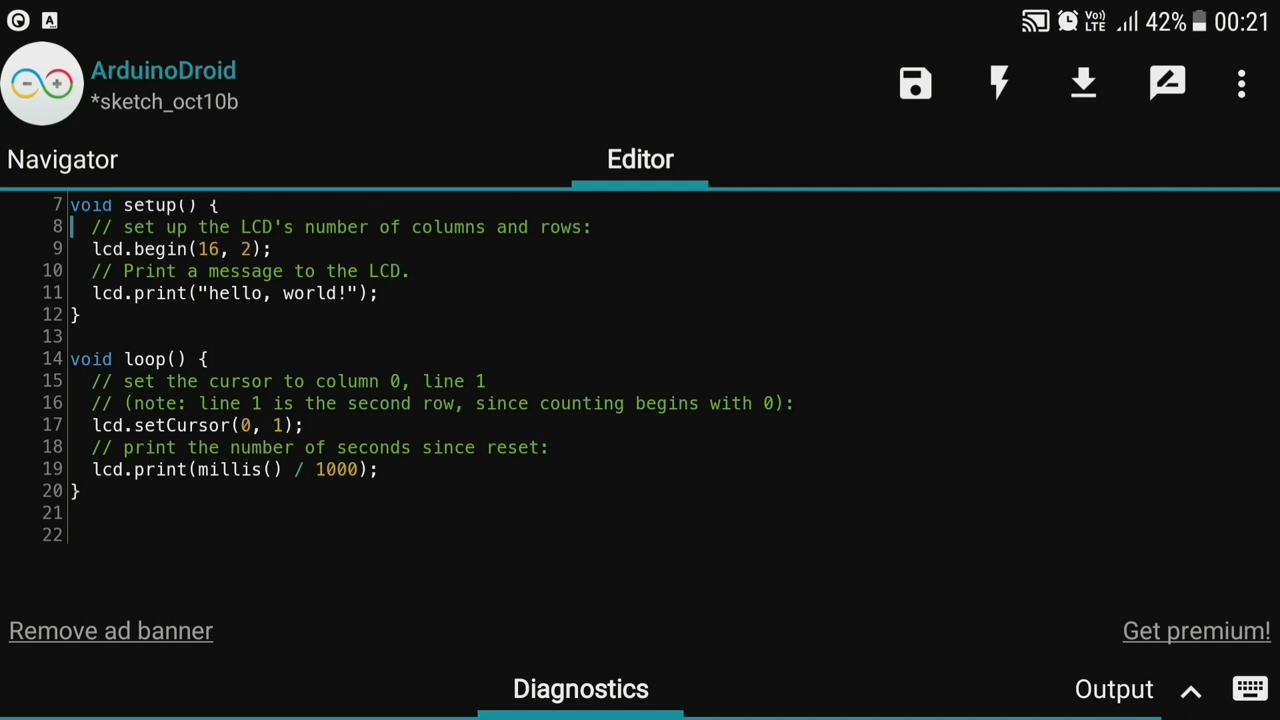 42% 00:21
Vo) LTE
ArduinoDroid
*sketch_oct10b
Navigator Editor
7 void setup() {
8 // set up the LCD's number of columns and rows:
9 lcd.begin(16, 2);
10 // Print a message to the LCD.
11 lcd.print("hello, world!");
12 }
13
14 void loop() {
15 // set the cursor to column 0, line 1
16 // (note: line 1 is the second row, since counting begins with 0):
17 lcd.setCursor(0, 1);
18 // print the number of seconds since reset:
19 lcd.print(millis() / 1000);
20 }
21
22
Remove ad banner Get premium!
Diagnostics Output